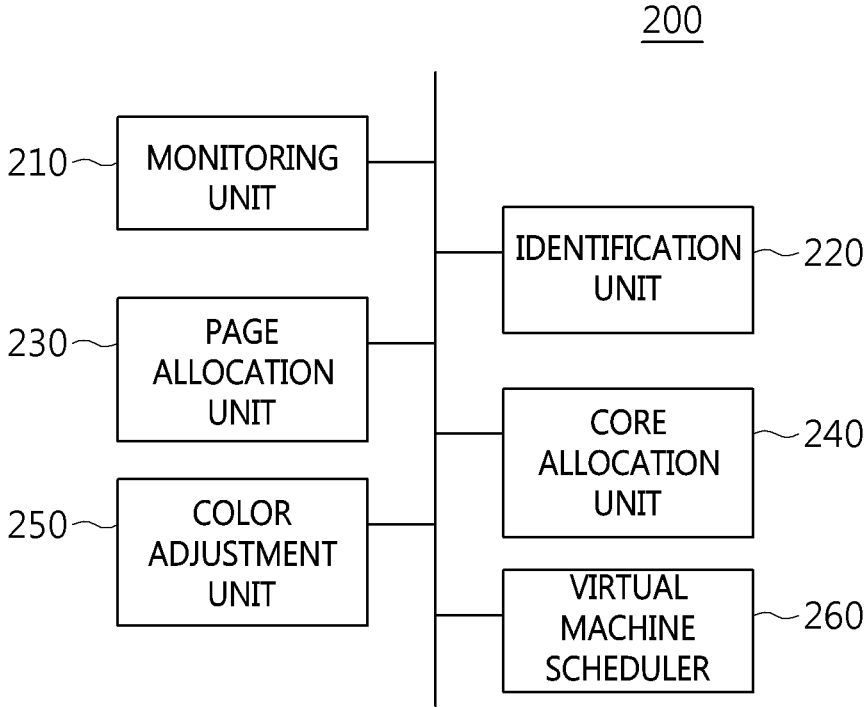 200
210
MONITORING
UNIT
IDENTIFICATION
UNIT
220
230
PAGE
ALLOCATION
UNIT
CORE
ALLOCATION
UNIT
240
250
COLOR
ADJUSTMENT
UNIT
VIRTUAL
MACHINE
SCHEDULER
260